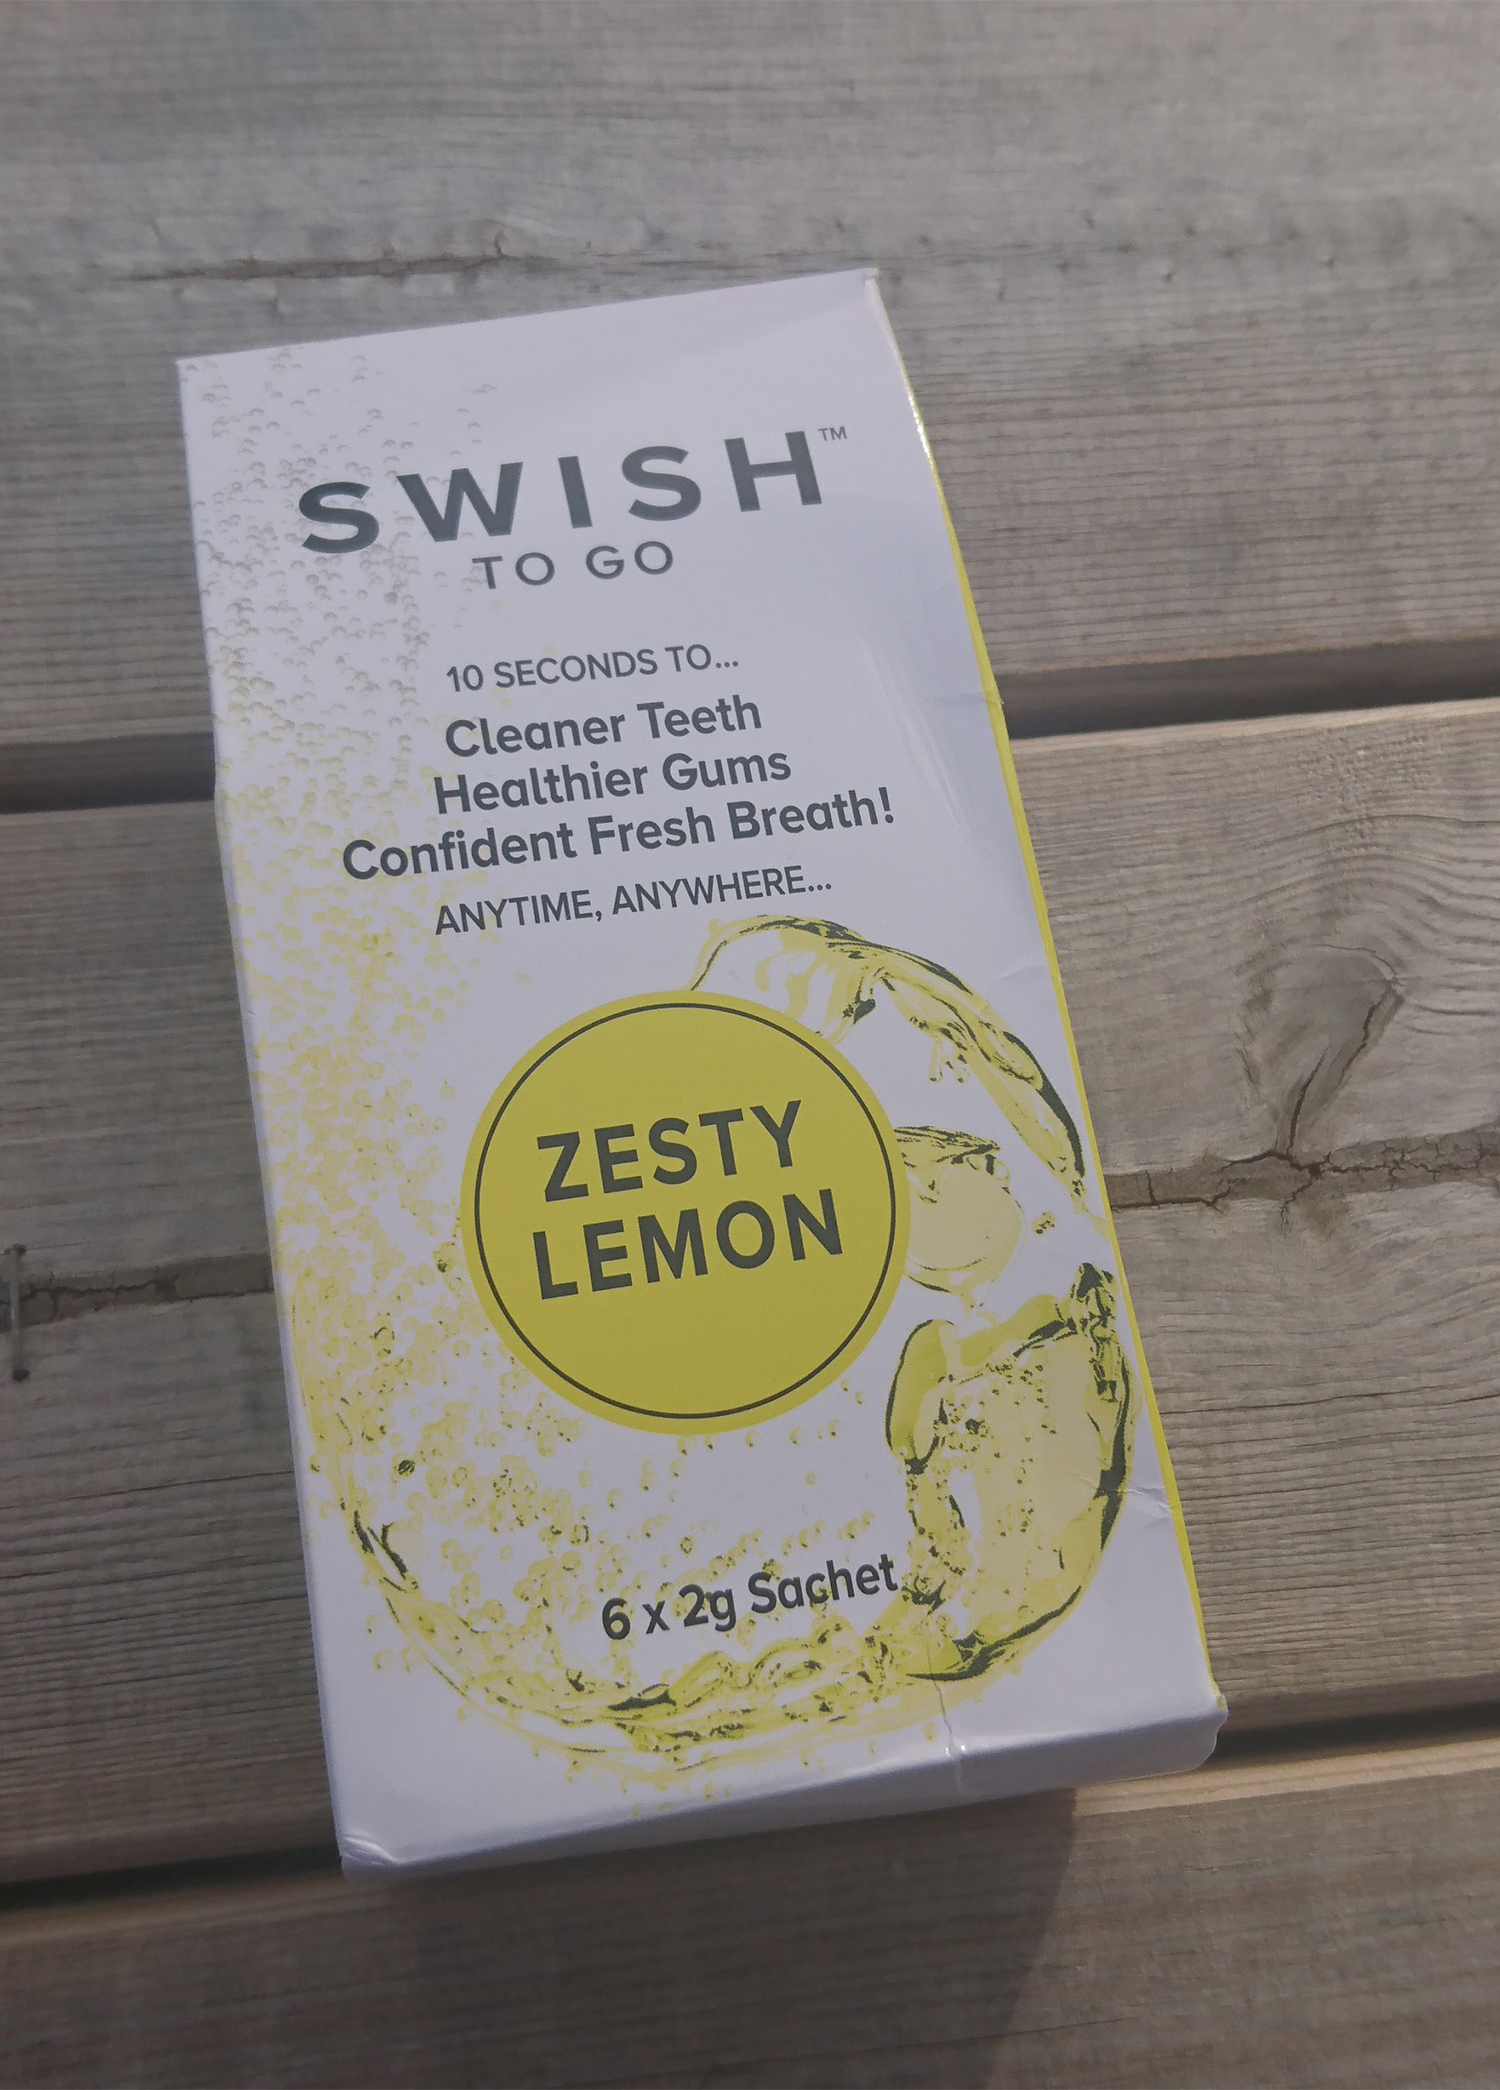 SWISH™
TO GO
10 SECONDS TO...
Cleaner Teeth
Healthier Gums
Confident Fresh Breath!
ANYTIME, ANYWHERE...
ZESTY
LEMON
6 x 2g Sachet